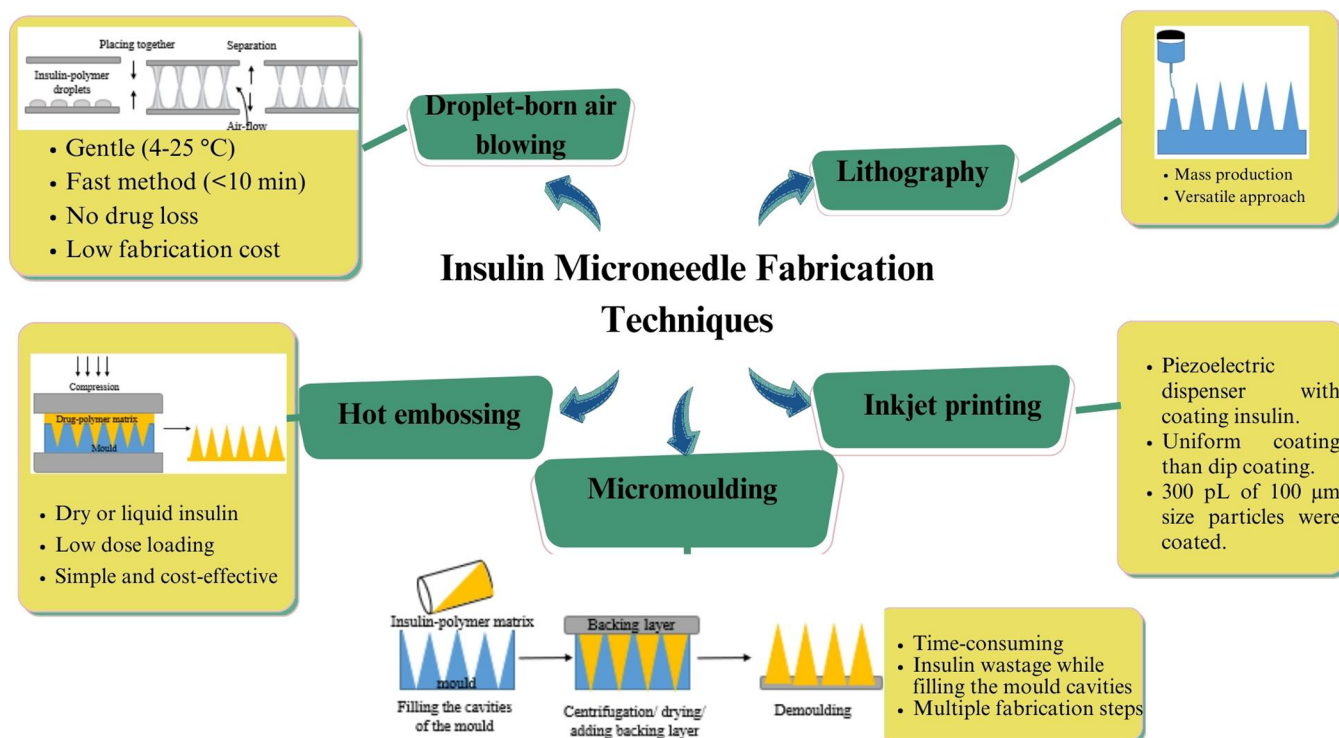 Placing together
Separation
Insulin-polymer
droplets
Air-flow
• Gentle (4-25 °C)
• Fast method (<10 min)
• No drug loss
• Low fabrication cost
Droplet-born air
blowing
Lithography
• Mass production
• Versatile approach
Insulin Microneedle Fabrication
Techniques
Compression
Drug-polymer matrix
Mould
• Dry or liquid insulin
• Low dose loading
• Simple and cost-effective
Hot embossing
Inkjet printing
• Piezoelectric
dispenser with
coating insulin.
• Uniform coating
than dip coating.
• 300 pL of 100 μm
size particles were
coated.
Micromoulding
Insulin-polymer matrix
mould
Filling the cavities
of the mould
Backing layer
Centrifugation/ drying/
adding backing layer
Demoulding
• Time-consuming
• Insulin wastage while
filling the mould cavities
• Multiple fabrication steps